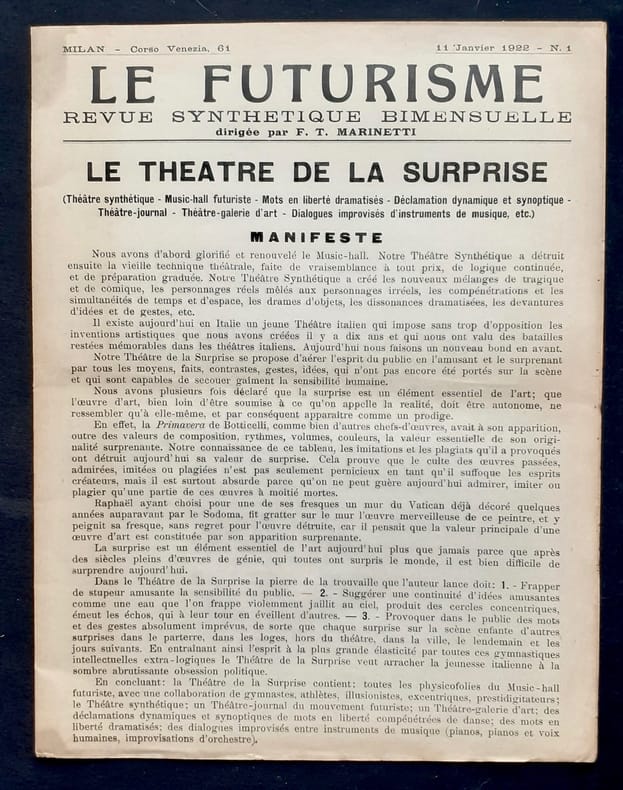 MILAN - Corso Venezia, 61 11 Janvier 1922 - N. 1
LE FUTURISME
REVUE SYNTHETIQUE BIMENSUELLE
dirigée par F. T. MARINETTI
LE THEATRE DE LA SURPRISE
(Théâtre synthétique - Music-hall futuriste - Mots en liberté dramatisés - Déclamation dynamique et synoptique -
Théâtre-journal - Théâtre-galerie d'art - Dialogues improvisés d'instruments de musique, etc.)
MANIFESTE
Nous avons d'abord glorifié et renouvelé le Music-hall. Notre Théâtre Synthétique a détruit
ensuite la vieille technique théâtrale, faite de vraisemblance à tout prix, de logique continuée,
et de préparation graduée. Notre Théâtre Synthétique a créé les nouveaux mélanges de tragique
et de comique, les personnages réels mêlés aux personnages irréels, les compénétrations et les
simultanéités de temps et d'espace, les drames d'objets, les dissonances dramatisées, les devantures
d'idées et de gestes, etc.
Il existe aujourd'hui en Italie un jeune Théâtre italien qui impose sans trop d'opposition les
inventions artistiques que nous avons créées il y a dix ans et qui nous ont valu des batailles
restées mémorables dans les théâtres italiens. Aujourd'hui nous faisons un nouveau bond en avant.
Notre Théâtre de la Surprise se propose d'aérer l'esprit du public en l'amusant et le surprenant
par tous les moyens, faits, contrastes, gestes, idées, qui n'ont pas encore été portés sur la scène
et qui sont capables de secouer gaîment la sensibilité humaine.
Nous avons plusieurs fois déclaré que la surprise est un élément essentiel de l'art; que
l'œuvre d'art, bien loin d'être soumise à ce qu'on appelle la realité, doit être autonome, ne
ressembler qu'à elle-même, et par conséquent apparaître comme un prodige.
En effet, la Primavera de Botticelli, comme bien d'autres chefs-d'œuvres, avait à son apparition,
outre des valeurs de composition, rythmes, volumes, couleurs, la valeur essentielle de son origi-
nalité surprenante. Notre connaissance de ce tableau, les imitations et les plagiats qu'il a provoqués
ont détruit aujourd'hui sa valeur de surprise. Cela prouve que le culte des œuvres passées,
admirées, imitées ou plagiées n'est pas seulement pernicieux en tant qu'il suffoque les esprits
créateurs, mais il est surtout absurde parce qu'on ne peut guère aujourd'hui admirer, imiter ou
plagier qu'une partie de ces œuvres à moitié mortes.
Raphaël ayant choisi pour une de ses fresques un mur du Vatican déjà décoré quelques
années auparavant par le Sodoma, fit gratter sur le mur l'œuvre merveilleuse de ce peintre, et y
peignit sa fresque, sans regret pour l'œuvre détruite, car il pensait que la valeur principale d'une
œuvre d'art est constituée par son apparition surprenante.
La surprise est un élément essentiel de l'art aujourd'hui plus que jamais parce que après
des siècles pleins d'œuvres de génie, qui toutes ont surpris le monde, il est bien difficile de
surprendre aujourd'hui.
Dans le Théâtre de la Surprise la pierre de la trouvaille que l'auteur lance doit: 1. - Frapper
de stupeur amusante la sensibilité du public. — 2. - Suggérer une continuité d'idées amusantes
comme une eau que l'on frappe violemment jaillit au ciel, produit des cercles concentriques,
émeut les échos, qui à leur tour en éveillent d'autres. — 3. - Provoquer dans le public des mots
et des gestes absolument imprévus, de sorte que chaque surprise sur la scène enfante d'autres
surprises dans le parterre, dans les loges, hors du théâtre, dans la ville, le lendemain et les
jours suivants. En entraînant ainsi l'esprit à la plus grande élasticité par toutes ces gymnastiques
intellectuelles extra-logiques le Théâtre de la Surprise veut arracher la jeunesse italienne à la
sombre abrutissante obsession politique.
En concluant: la Théâtre de la Surprise contient: toutes les physicofolies du Music-hall
futuriste, avec une collaboration de gymnastes, athlètes, illusionistes, excentriques, prestidigitateurs;
le Théâtre synthétique; un Théâtre-journal du mouvement futuriste; un Théâtre-galerie d'art; des
déclamations dynamiques et synoptiques de mots en liberté compénétrées de danse; des mots en
liberté dramatisés; des dialogues improvisés entre instruments de musique (pianos, pianos et voix
humaines, improvisations d'orchestre).